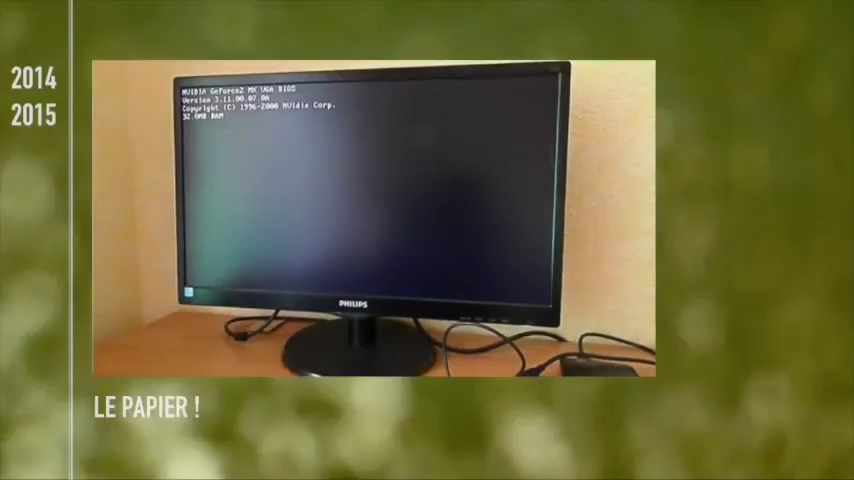 2014
2015
NVIDIA GeForce2 MX VGA BIOS
Version 3.11.00.07.0A
Copyright (C) 1996-2000 NVidia Corp.
32.0MB RAM
PHILIPS
LE PAPIER !